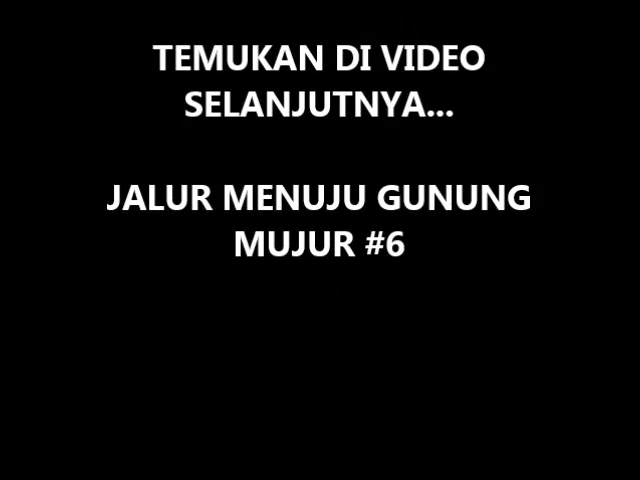 TEMUKAN DI VIDEO
SELANJUTNYA...
JALUR MENUJU GUNUNG
MUJUR #6